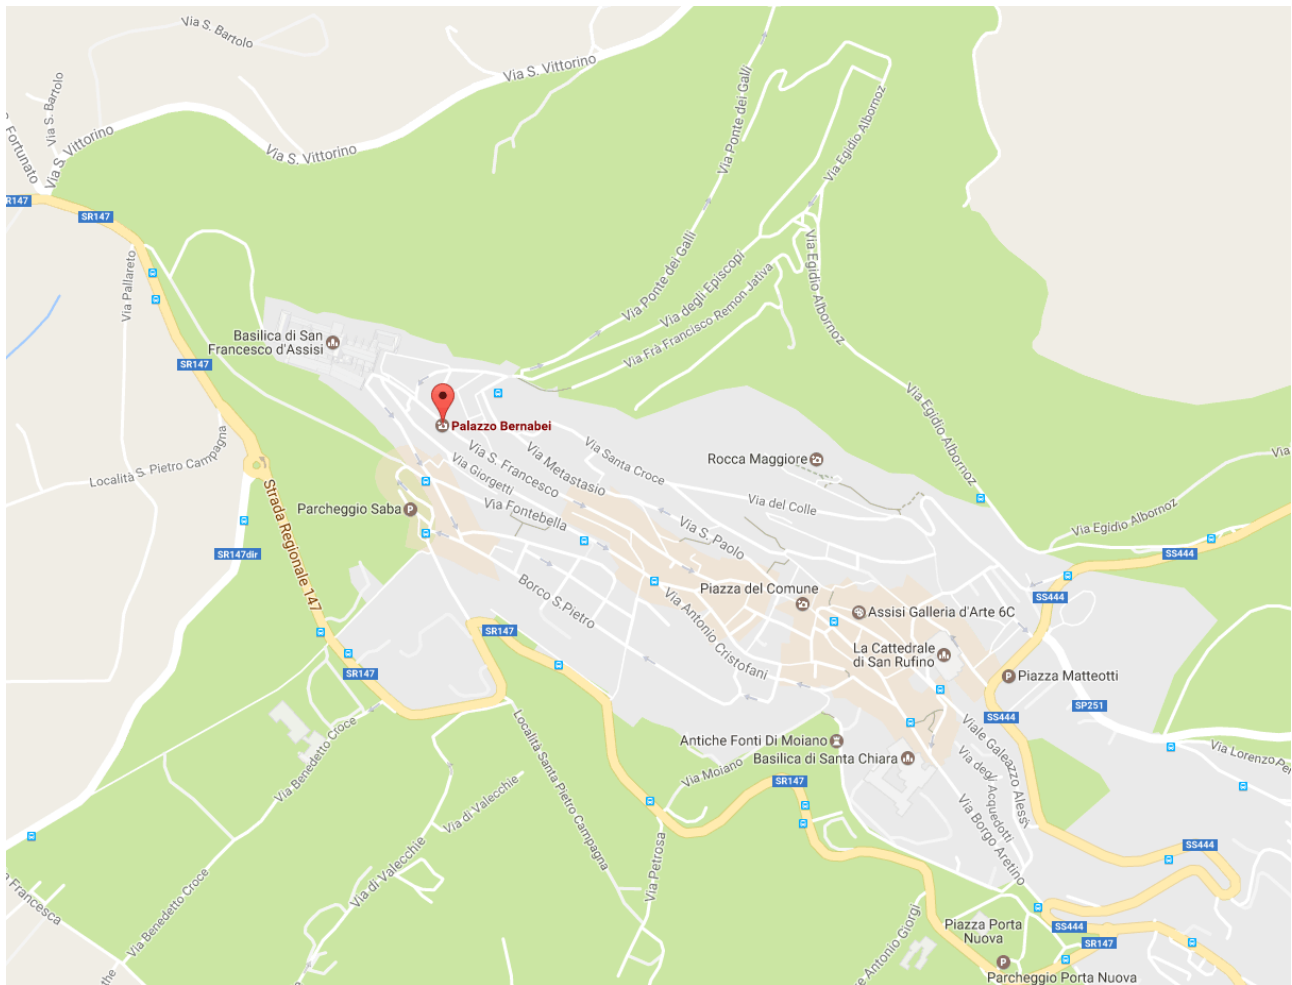 Via S. Bartolo
Via S. Vittorino
Via S. Bartolo
S. Fortunato
Via S. Vittorino
Via S. Vittorino
Via Ponte dei Galli
Via Egidio Albornoz
R147
SR147
Via Pallareto
Via Ponte dei Galli
Via degli Episcopi
Via Frà Francisco Remon Jativa
Via Egidio Albornoz
Basilica di San
Francesco d'Assisi
SR147
Via Egidio Albornoz
Palazzo Bernabei
Località S. Pietro Campagna
Via S. Francesco
Via Giorgetti
Via Metastasio
Via Santa Croce
Rocca Maggiore
Via
Via del Colle
Parcheggio Saba
P
Via Fontebella
Via S. Paolo
Via Egidio Albornoz
Strada Regionale 147
SR147dir
SS444
Borco S.Pietro
Piazza del Comune
SS444
Via Antonio Cristofani
Assisi Galleria d'Arte 6C
SR147
La Cattedrale
di San Rufino
SR147
P
Piazza Matteotti
SP251
SS444
Via Benedetto Croce
Località Santa Pietro Campagna
Antiche Fonti Di Moiano
Basilica di Santa Chiara
Viale Galeazzo Alessi
Via Lorenzo Per
Via Moiano
SR147
Via degli Acquedotti
Via di Valecchie
Via Borgo Aretino
SS444
Via di Valecchie
Via Petrosa
a Francesca
Via Benedetto Croce
Piazza Porta
Nuova
SS444
SR147
e Antonio Giorgi
P
Parcheggio Porta Nuova
the